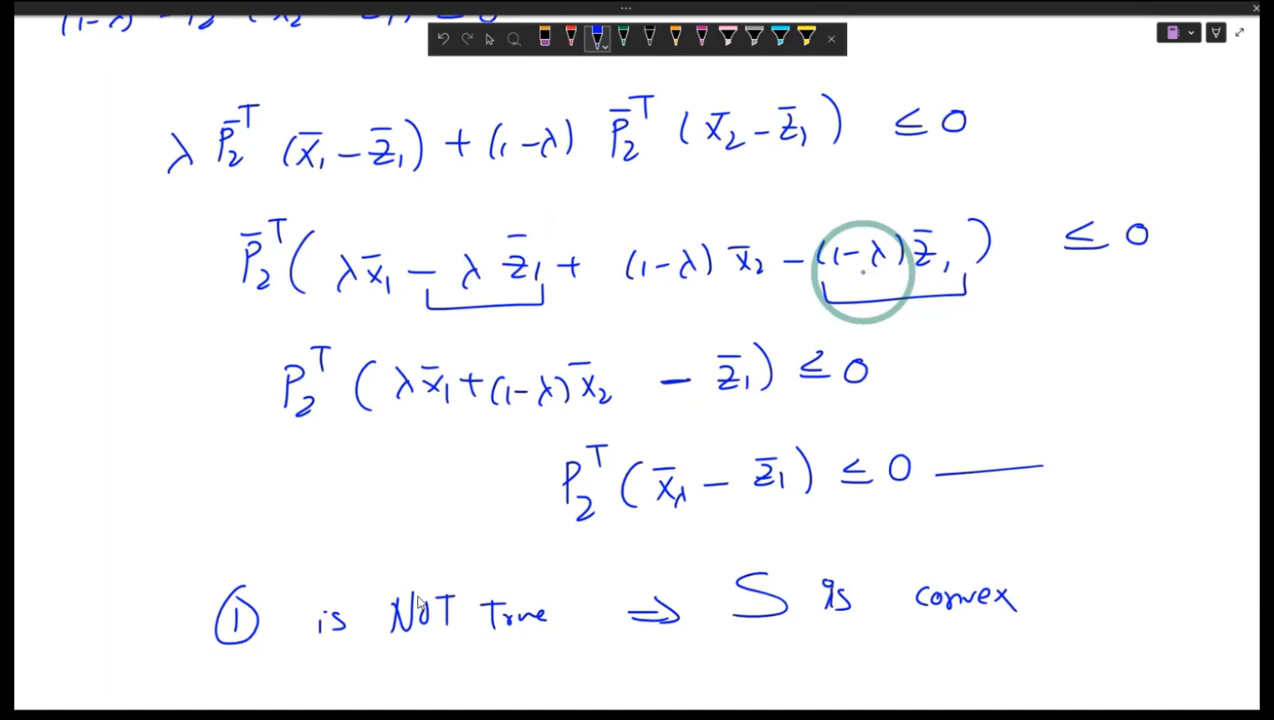 λ P̄₂ᵀ (x̄₁ − z̄₁) + (1−λ) P̄₂ᵀ (x̄₂ − z̄₁) ≤ 0
P̄₂ᵀ ( λx̄₁ − λ z̄₁ + (1−λ) x̄₂ − (1−λ) z̄₁ ) ≤ 0
P₂ᵀ ( λx̄₁ + (1−λ)x̄₂ − z̄₁ ) ≤ 0
P₂ᵀ ( x̄λ − z̄₁ ) ≤ 0 ———
① is NOT True ⇒ S is convex